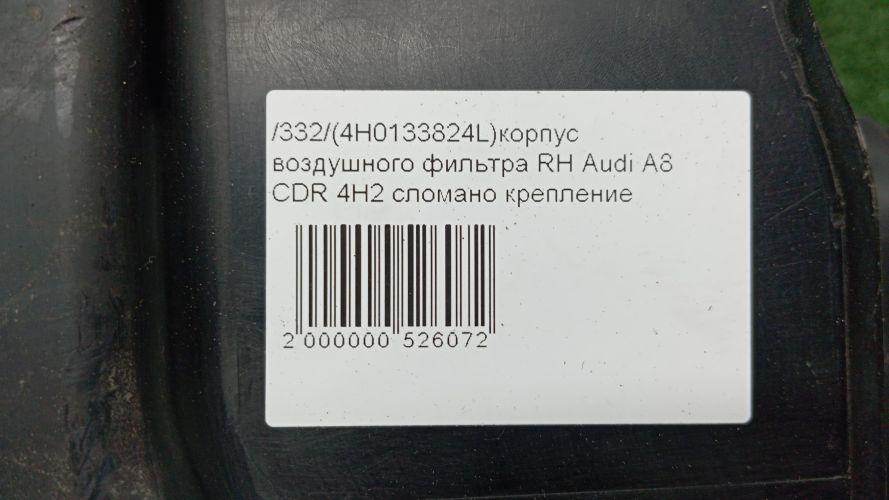 /332/(4H0133824L)корпус
воздушного фильтра RH Audi A8
CDR 4H2 сломано крепление
2 000000 526072